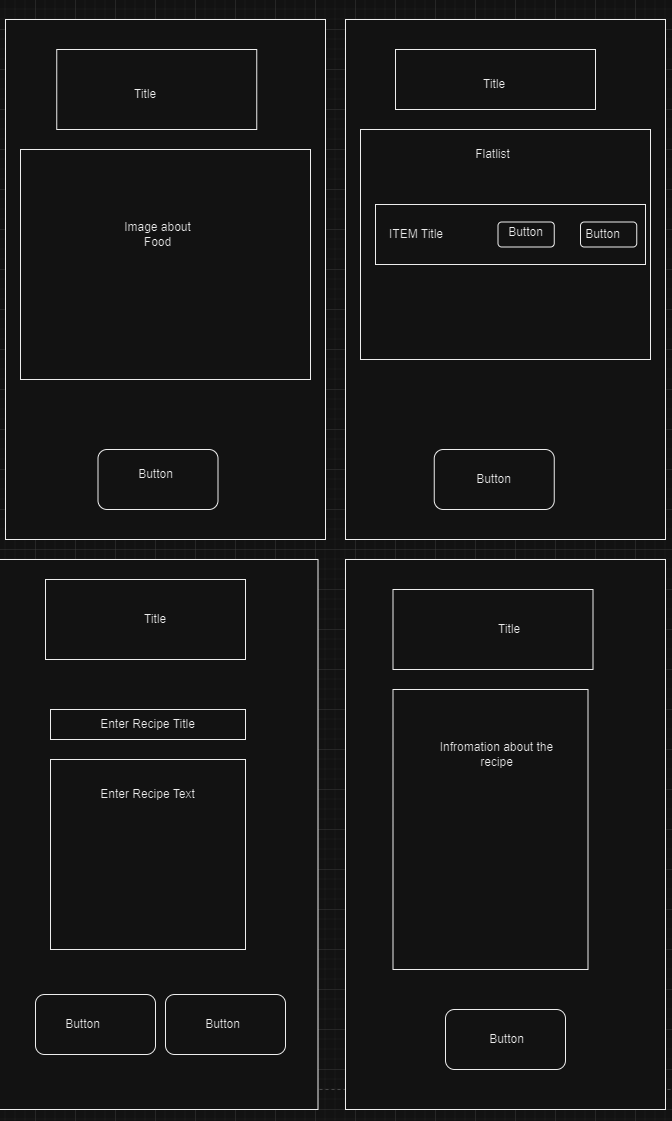 Title
Image about
Food
Button
Title
Flatlist
ITEM Title
Button
Button
Button
Title
Enter Recipe Title
Enter Recipe Text
Button
Button
Title
Infromation about the
recipe
Button